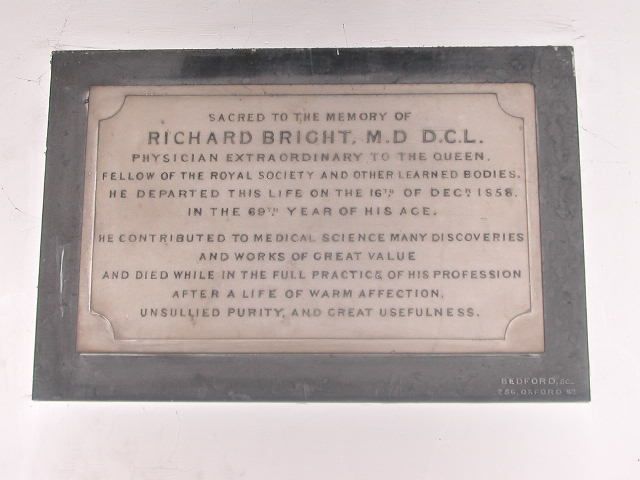 SACRED TO THE MEMORY OF
RICHARD BRIGHT, M.D D.C.L.
PHYSICIAN EXTRAORDINARY TO THE QUEEN,
FELLOW OF THE ROYAL SOCIETY AND OTHER LEARNED BODIES.
HE DEPARTED THIS LIFE ON THE 16TH OF DECR. 1858.
IN THE 69TH YEAR OF HIS AGE.
HE CONTRIBUTED TO MEDICAL SCIENCE MANY DISCOVERIES
AND WORKS OF GREAT VALUE
AND DIED WHILE IN THE FULL PRACTICE OF HIS PROFESSION
AFTER A LIFE OF WARM AFFECTION,
UNSULLIED PURITY, AND GREAT USEFULNESS.
BEDFORD, SC.
256, OXFORD ST